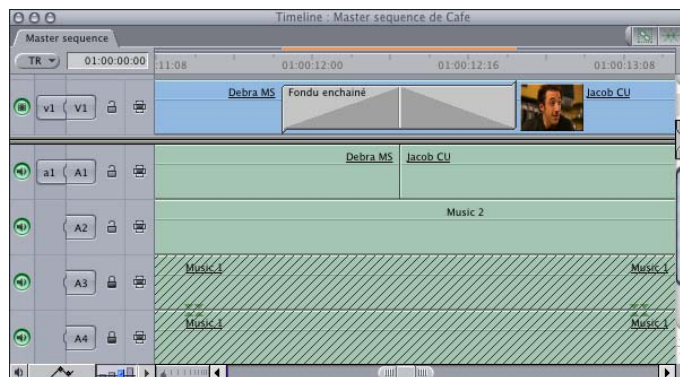 Timeline : Master sequence de Cafe
Master sequence
TR 01:00:00:00 :11:08 01:00:12:00 01:00:12:16 01:00:13:08
v1 V1 Debra MS Fondu enchainé Jacob CU
a1 A1 Debra MS Jacob CU
A2 Music 2
A3 Music 1 Music 1
A4 Music 1 Music 1